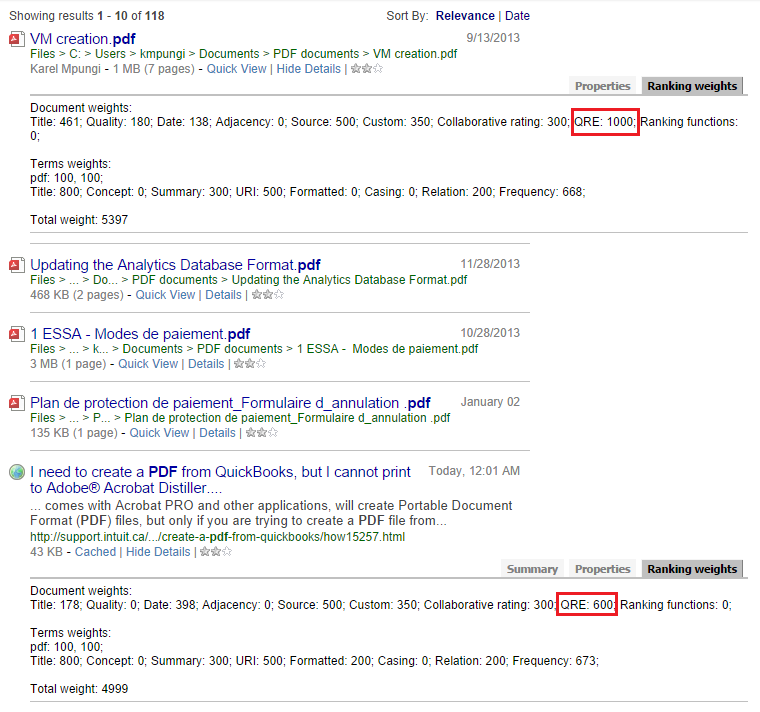 Showing results 1 - 10 of 118
Sort By: Relevance | Date
VM creation.pdf
9/13/2013
Files > C: > Users > kmpungi > Documents > PDF documents > VM creation.pdf
Karel Mpungi - 1 MB (7 pages) - Quick View | Hide Details |
Properties
Ranking weights
Document weights:
Title: 461; Quality: 180; Date: 138; Adjacency: 0; Source: 500; Custom: 350; Collaborative rating: 300; QRE: 1000; Ranking functions:
0;
Terms weights:
pdf: 100, 100;
Title: 800; Concept: 0; Summary: 300; URI: 500; Formatted: 0; Casing: 0; Relation: 200; Frequency: 668;
Total weight: 5397
Updating the Analytics Database Format.pdf
11/28/2013
Files > ... > Do... > PDF documents > Updating the Analytics Database Format.pdf
468 KB (2 pages) - Quick View | Details |
1 ESSA - Modes de paiement.pdf
10/28/2013
Files > ... > k... > Documents > PDF documents > 1 ESSA - Modes de paiement.pdf
3 MB (1 page) - Quick View | Details |
Plan de protection de paiement_Formulaire d_annulation .pdf
January 02
Files > ... > P... > Plan de protection de paiement_Formulaire d_annulation .pdf
135 KB (1 page) - Quick View | Details |
I need to create a PDF from QuickBooks, but I cannot print
Today, 12:01 AM
to Adobe® Acrobat Distiller....
... comes with Acrobat PRO and other applications, will create Portable Document
Format (PDF) files, but only if you are trying to create a PDF file from...
http://support.intuit.ca/.../create-a-pdf-from-quickbooks/how15257.html
43 KB - Cached | Hide Details |
Summary
Properties
Ranking weights
Document weights:
Title: 178; Quality: 0; Date: 398; Adjacency: 0; Source: 500; Custom: 350; Collaborative rating: 300; QRE: 600; Ranking functions: 0;
Terms weights:
pdf: 100, 100;
Title: 800; Concept: 0; Summary: 300; URI: 500; Formatted: 200; Casing: 0; Relation: 200; Frequency: 673;
Total weight: 4999